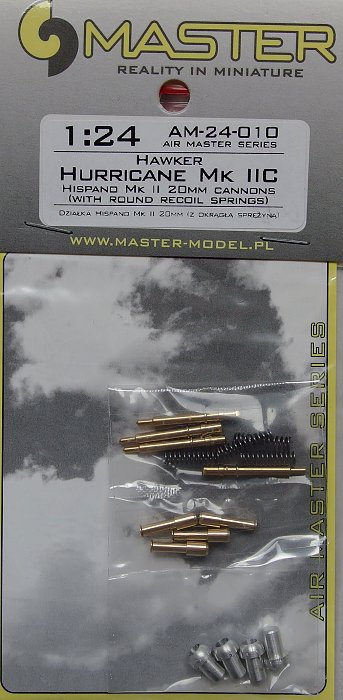 MASTER
REALITY IN MINIATURE
1:24 AM-24-010
AIR MASTER SERIES
HAWKER
HURRICANE MK IIC
HISPANO MK II 20MM CANNONS
(WITH ROUND RECOIL SPRINGS)
DZIAŁKA HISPANO MK II 20MM (Z OKRĄGŁĄ SPRĘŻYNĄ)
WWW.MASTER-MODEL.PL
AIR MASTER SERIES